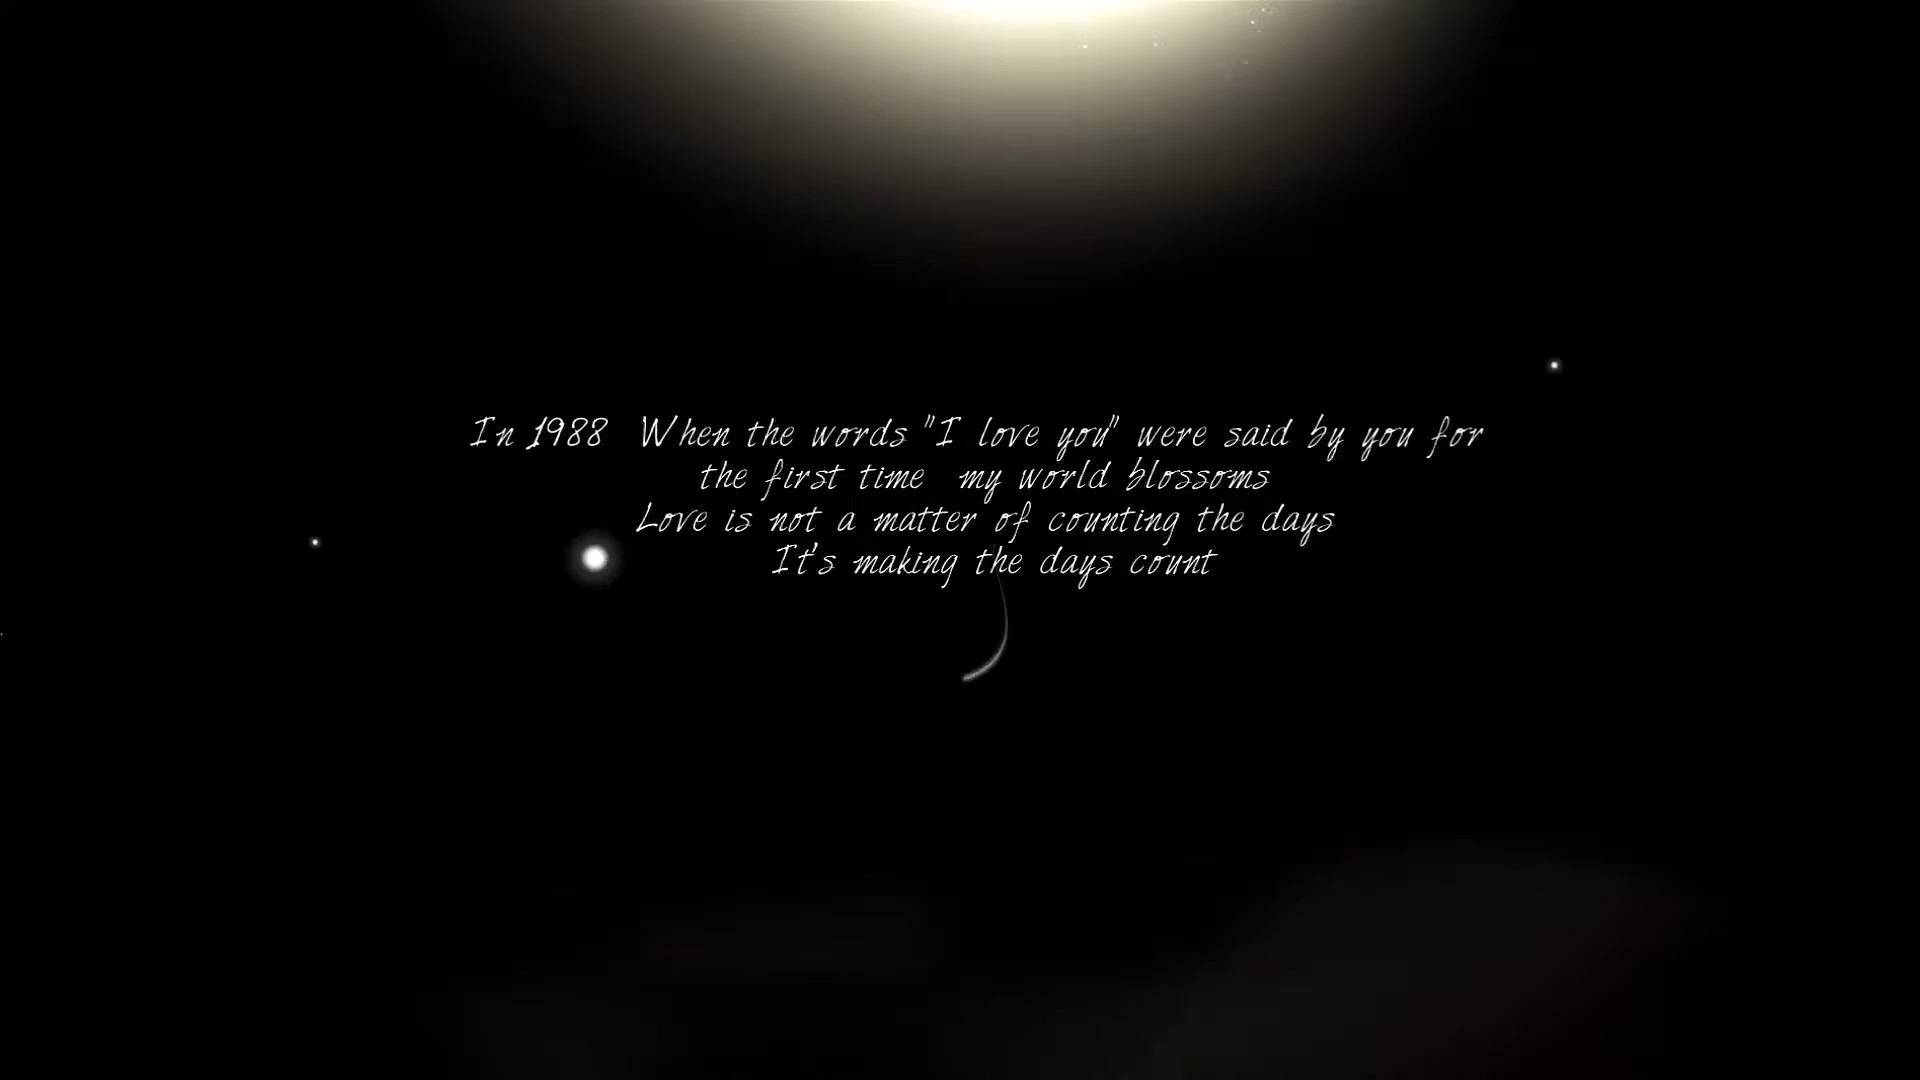 In 1988 When the words "I love you" were said by you for
the first time my world blossoms
Love is not a matter of counting the days
It's making the days count